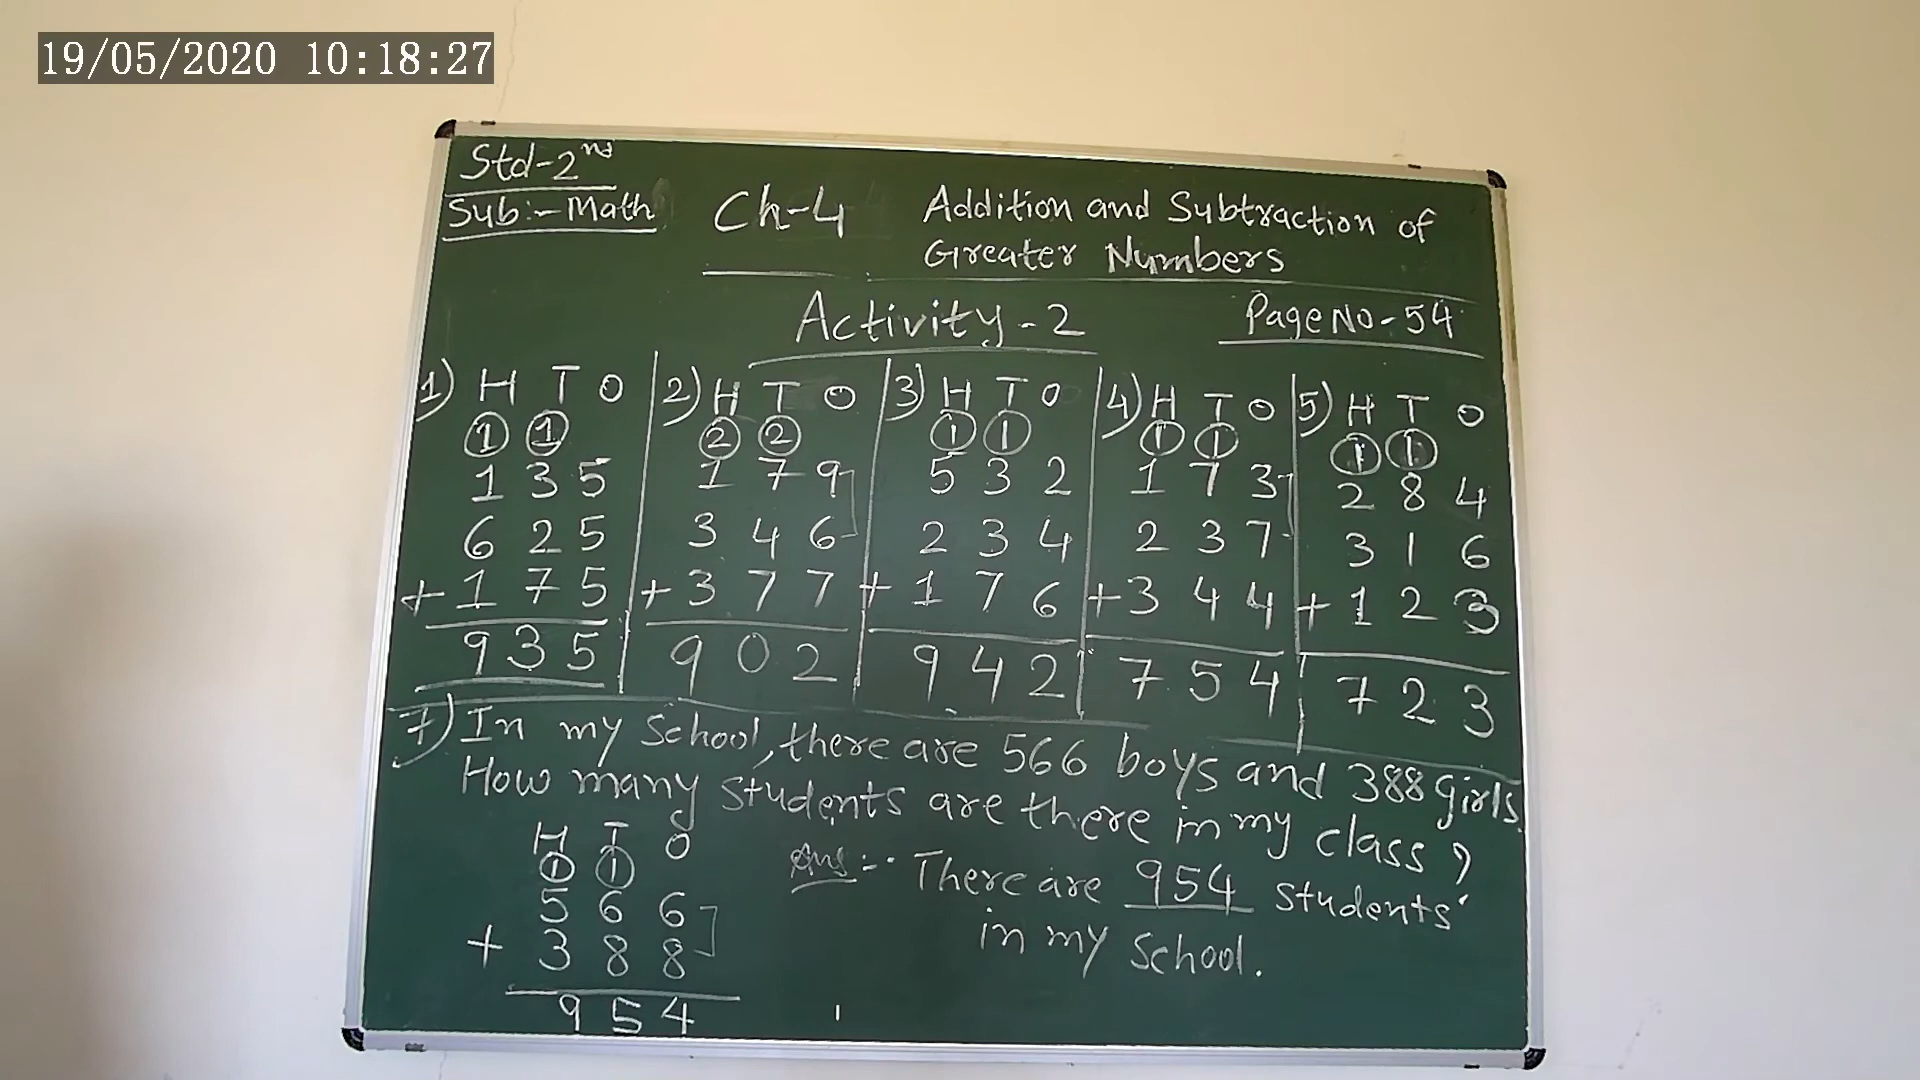 19/05/2020 10:18:27
Std-2nd
Sub:- Math
Ch-4 Addition and Subtraction of
Greater Numbers
Activity-2 Page No-54
1) H T O
1 1
1 3 5
6 2 5
+ 1 7 5
9 3 5
2) H T O
2 2
1 7 9
3 4 6
+ 3 7 7
9 0 2
3) H T O
1 1
5 3 2
2 3 4
+ 1 7 6
9 4 2
4) H T O
1 1
1 7 3
2 3 7
+ 3 4 4
7 5 4
5) H T O
1 1
2 8 4
3 1 6
+ 1 2 3
7 2 3
7) In my School, there are 566 boys and 388 girls.
How many students are there in my class ?
H T O
1 1
5 6 6
+ 3 8 8
9 5 4
Ans:- There are 954 students
in my school.